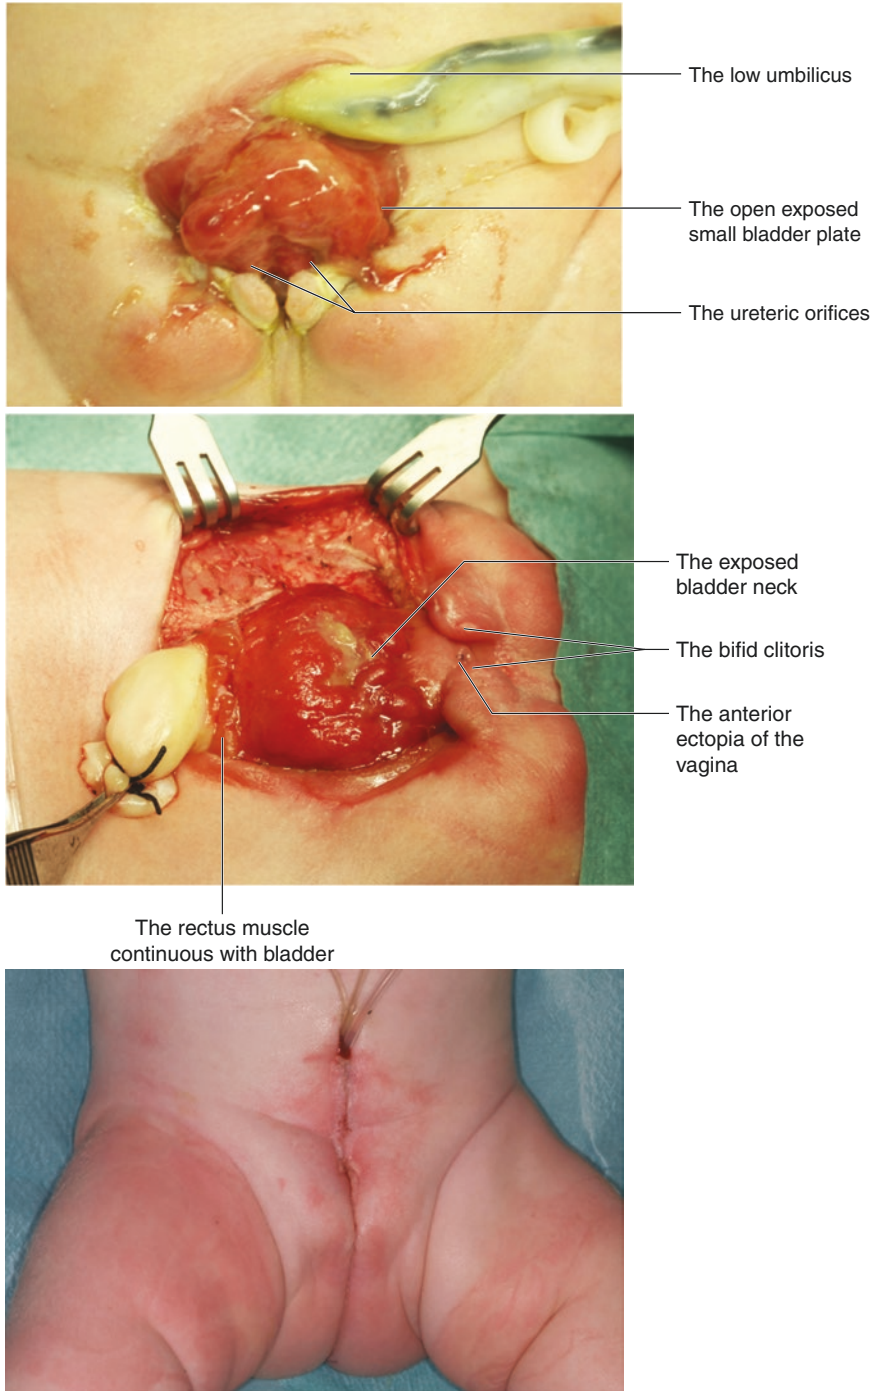 The low umbilicus
The open exposed
small bladder plate
The ureteric orifices
The exposed
bladder neck
The bifid clitoris
The anterior
ectopia of the
vagina
The rectus muscle
continuous with bladder